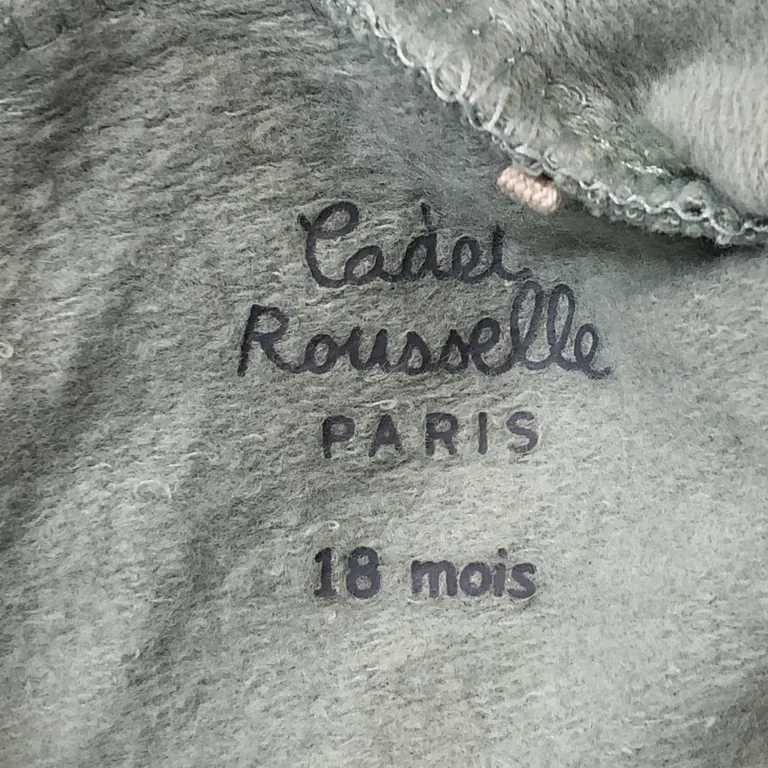 Cadet
Rousselle
PARIS
18 mois